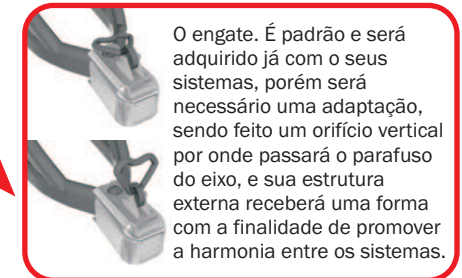 O engate. É padrão e será
adquirido já com o seus
sistemas, porém será
necessário uma adaptação,
sendo feito um orifício vertical
por onde passará o parafuso
do eixo, e sua estrutura
externa receberá uma forma
com a finalidade de promover
a harmonia entre os sistemas.